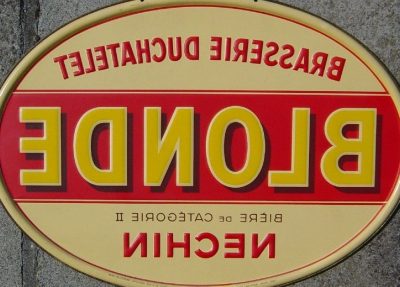 BRASSERIE DUCHATELET
BLONDE
BIÈRE DE CATÉGORIE II
NECHIN